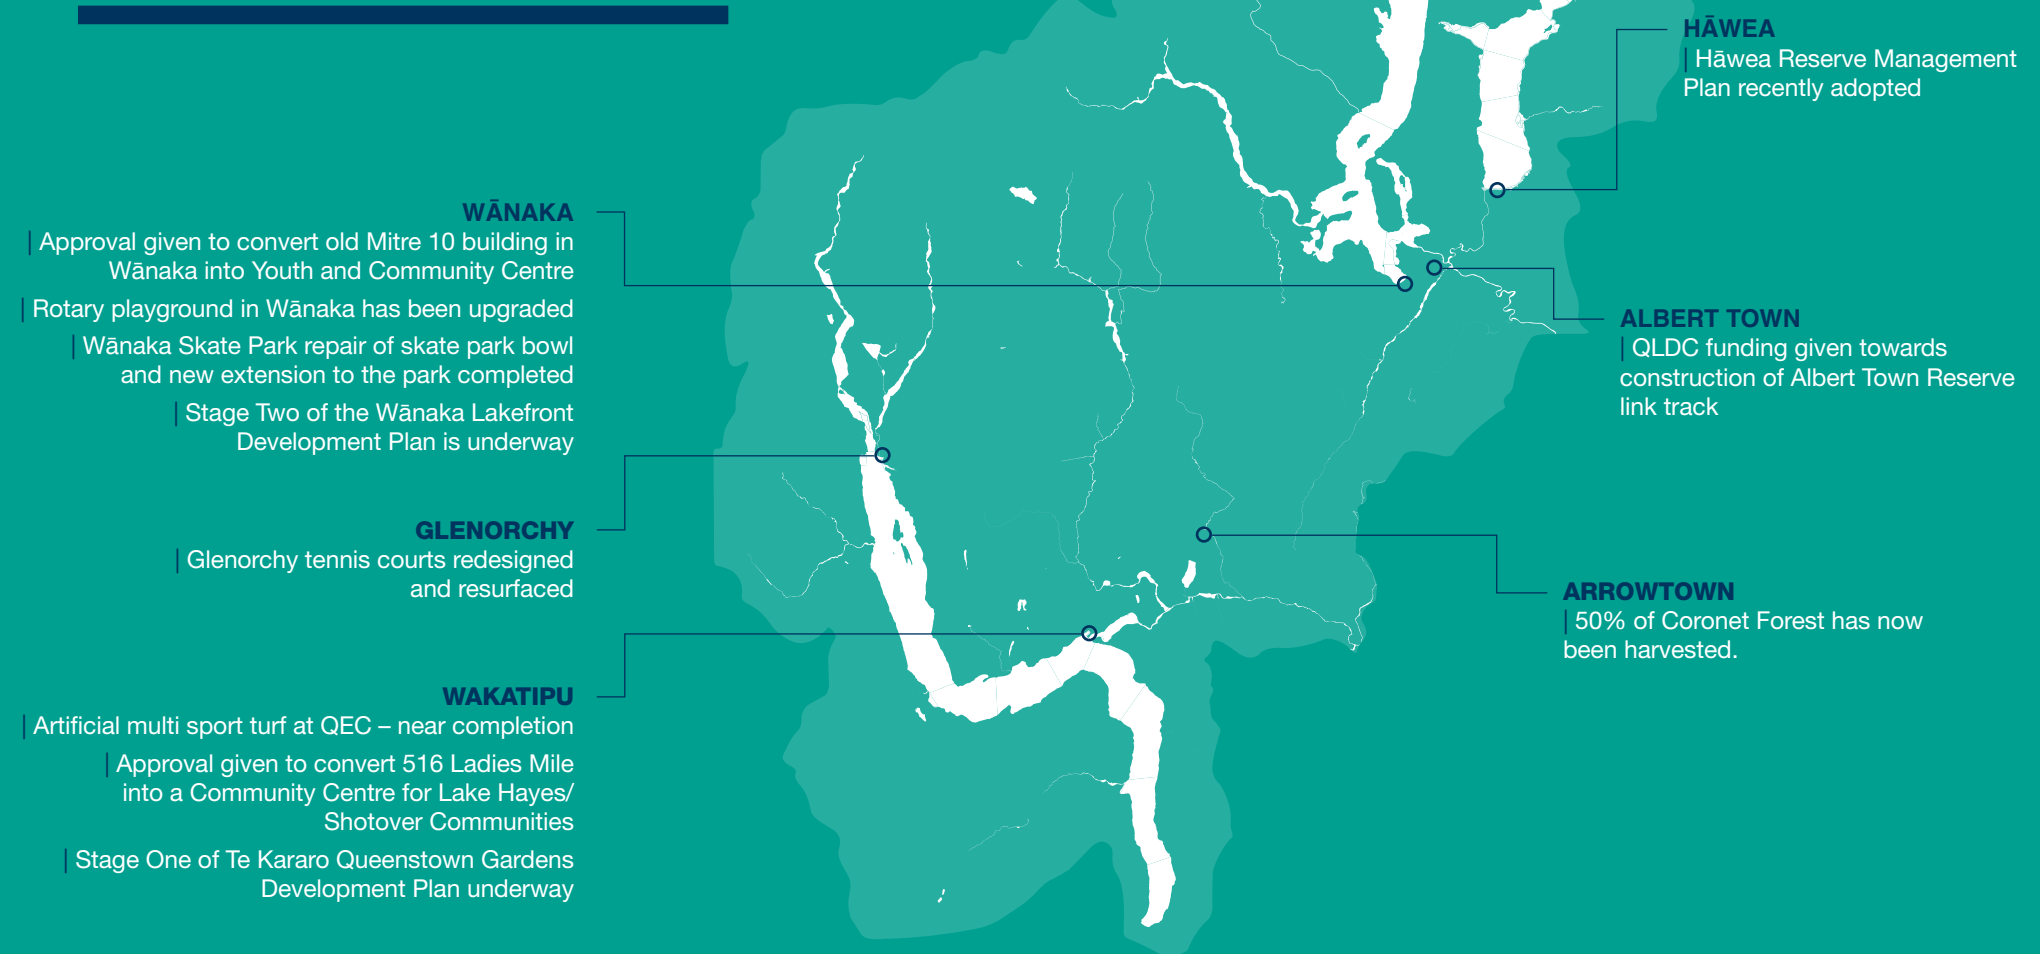 WĀNAKA
| Approval given to convert old Mitre 10 building in
Wānaka into Youth and Community Centre
| Rotary playground in Wānaka has been upgraded
| Wānaka Skate Park repair of skate park bowl
and new extension to the park completed
| Stage Two of the Wānaka Lakefront
Development Plan is underway
GLENORCHY
| Glenorchy tennis courts redesigned
and resurfaced
WAKATIPU
| Artificial multi sport turf at QEC – near completion
| Approval given to convert 516 Ladies Mile
into a Community Centre for Lake Hayes/
Shotover Communities
| Stage One of Te Kararo Queenstown Gardens
Development Plan underway
HĀWEA
| Hāwea Reserve Management
Plan recently adopted
ALBERT TOWN
| QLDC funding given towards
construction of Albert Town Reserve
link track
ARROWTOWN
| 50% of Coronet Forest has now
been harvested.